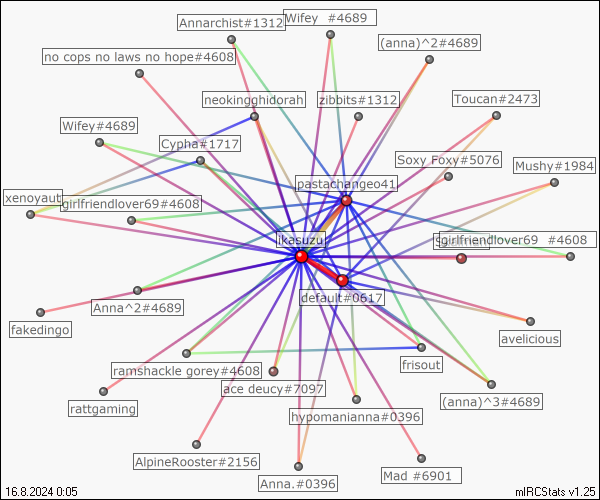 Annarchist#1312
Wifey  #4689
(anna)^2#4689
no cops no laws no hope#4608
neokingghidorah
zibbits#1312
Toucan#2473
Wifey#4689
Cypha#1717
Soxy Foxy#5076
Mushy#1984
pastachangeo41
xenoyaut
girlfriendlover69#4608
ikasuzu
girlfriendlover69  #4608
default#0617
Anna^2#4689
fakedingo
avelicious
frisout
ramshackle gorey#4608
ace deucy#7097
(anna)^3#4689
rattgaming
hypomanianna#0396
AlpineRooster#2156
Anna.#0396
Mad #6901
16.8.2024 0:05
mIRCStats v1.25